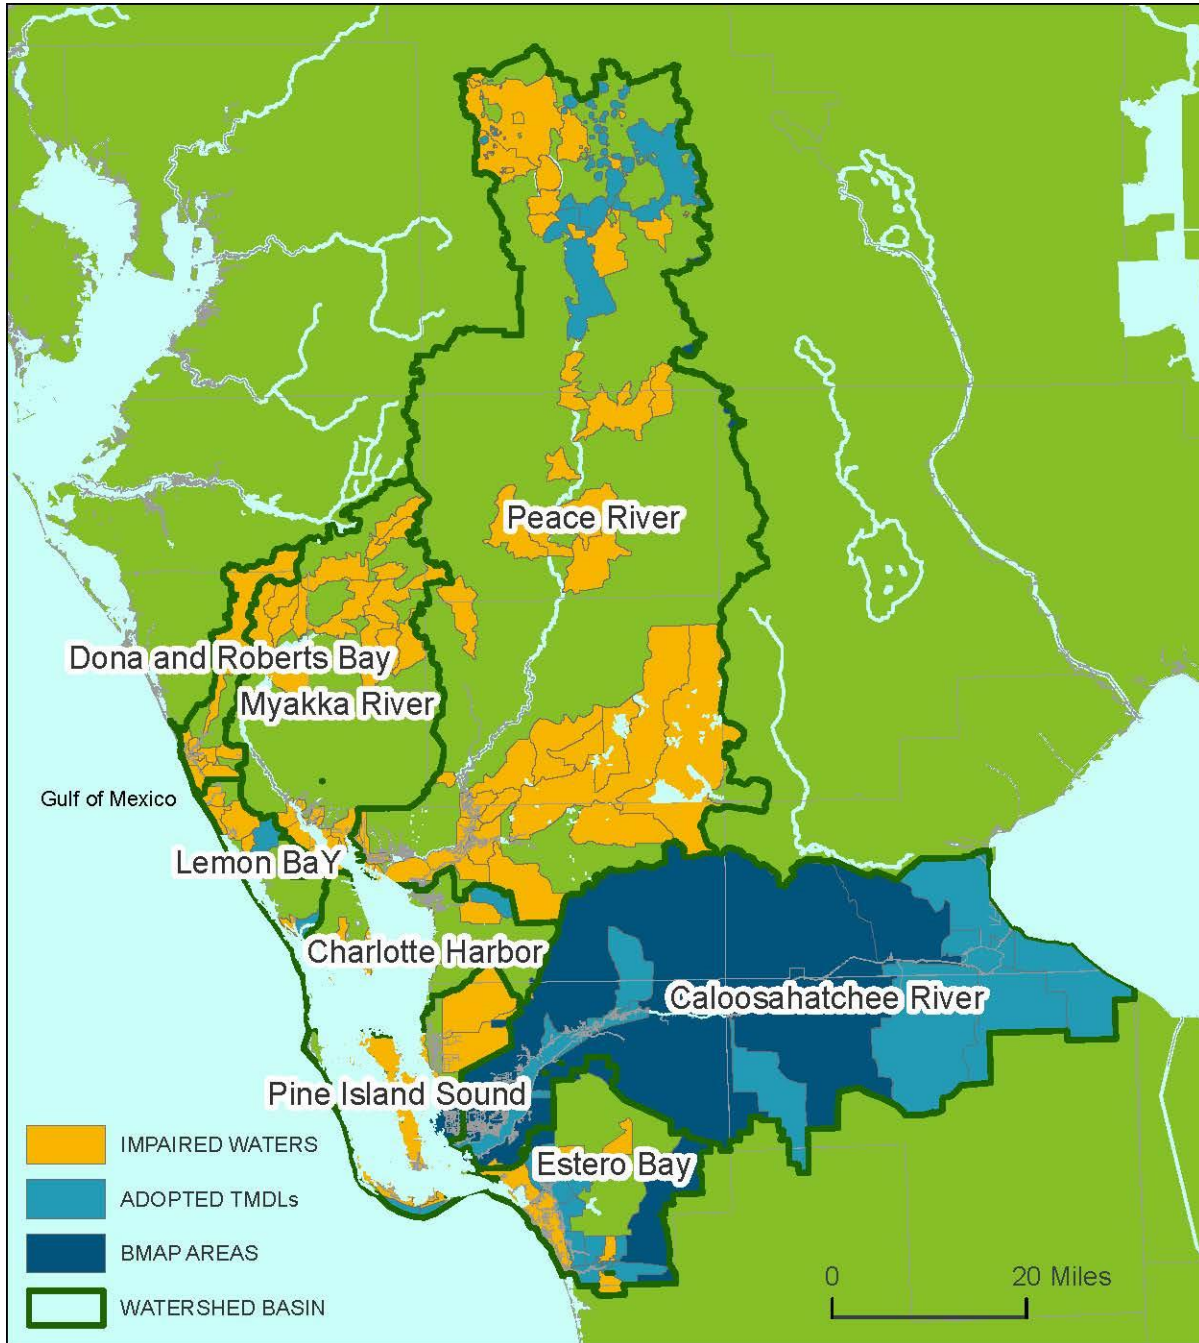 Peace River
Dona and Roberts Bay
Myakka River
Gulf of Mexico
Lemon BaY
Charlotte Harbor
Caloosahatchee River
Pine Island Sound
Estero Bay
IMPAIRED WATERS
ADOPTED TMDLs
BMAP AREAS
WATERSHED BASIN
0 20 Miles